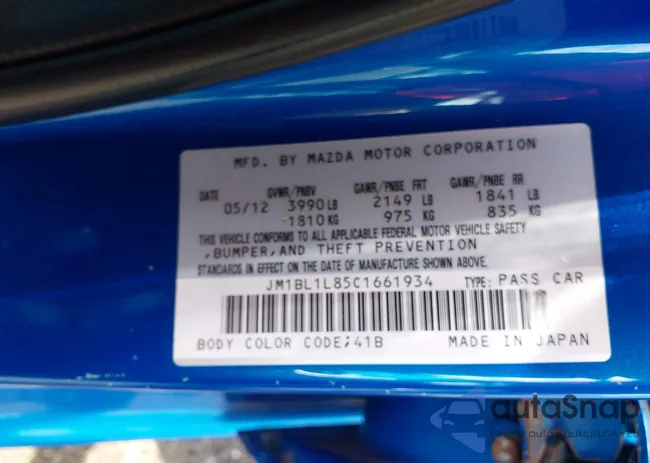 MFD. BY MAZDA MOTOR CORPORATION
DATE GVWR/PNBV GAWR/PNBE FRT GAWR/PNBE RR
05/12 3990 LB 2149 LB 1841 LB
1810 KG 975 KG 835 KG
THIS VEHICLE CONFORMS TO ALL APPLICABLE FEDERAL MOTOR VEHICLE SAFETY
,BUMPER,AND THEFT PREVENTION
STANDARDS IN EFFECT ON THE DATE OF MANUFACTURE SHOWN ABOVE.
JM1BL1L85C1661934 TYPE: PASS CAR
BODY COLOR CODE;41B MADE IN JAPAN
autaSnap